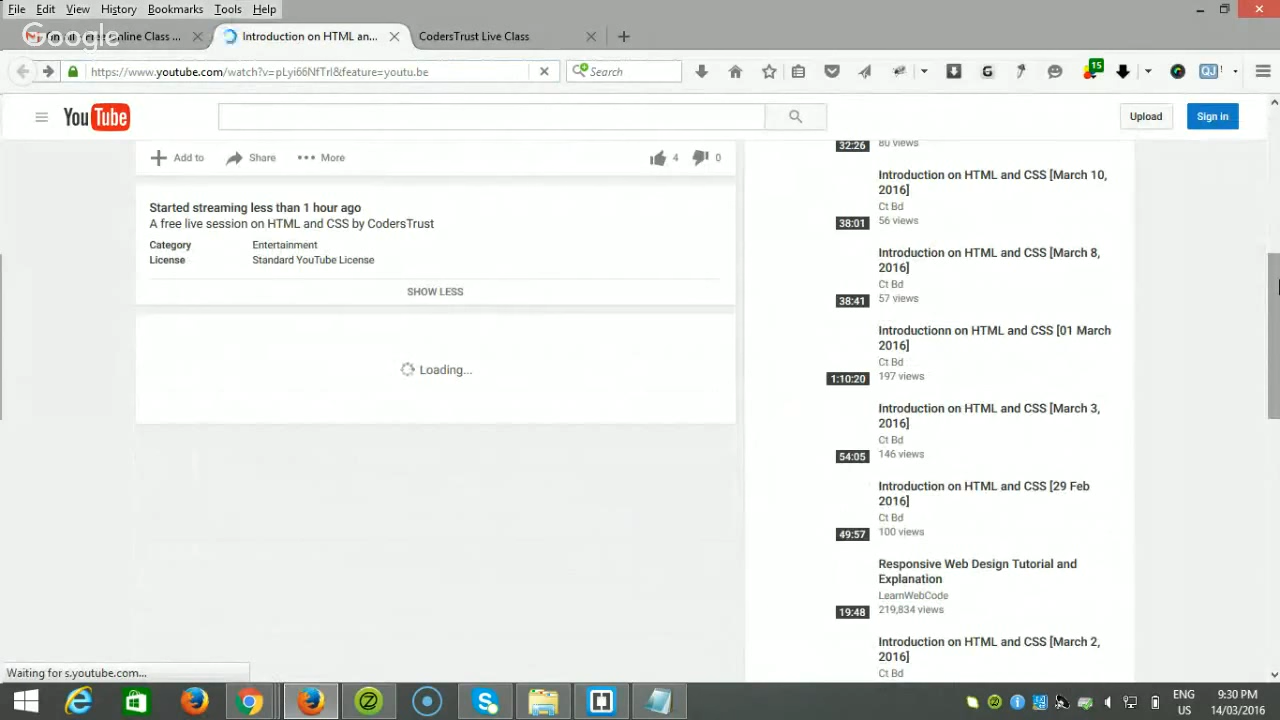 File Edit View History Bookmarks Tools Help
Google
Online Class ...
Introduction on HTML an...
CodersTrust Live Class
https://www.youtube.com/watch?v=pLyi66NfTrI&feature=youtu.be
Search
15
You Tube
Upload
Sign in
Add to
Share
More
4
0
Started streaming less than 1 hour ago
A free live session on HTML and CSS by CodersTrust
Category Entertainment
License Standard YouTube License
SHOW LESS
Loading...
32:26
80 views
Introduction on HTML and CSS [March 10,
2016]
Ct Bd
56 views
38:01
Introduction on HTML and CSS [March 8,
2016]
Ct Bd
57 views
38:41
Introductionn on HTML and CSS [01 March
2016]
Ct Bd
197 views
1:10:20
Introduction on HTML and CSS [March 3,
2016]
Ct Bd
146 views
54:05
Introduction on HTML and CSS [29 Feb
2016]
Ct Bd
100 views
49:57
Responsive Web Design Tutorial and
Explanation
LearnWebCode
219,834 views
19:48
Introduction on HTML and CSS [March 2,
2016]
Ct Bd
Waiting for s.youtube.com...
ENG
US
9:30 PM
14/03/2016